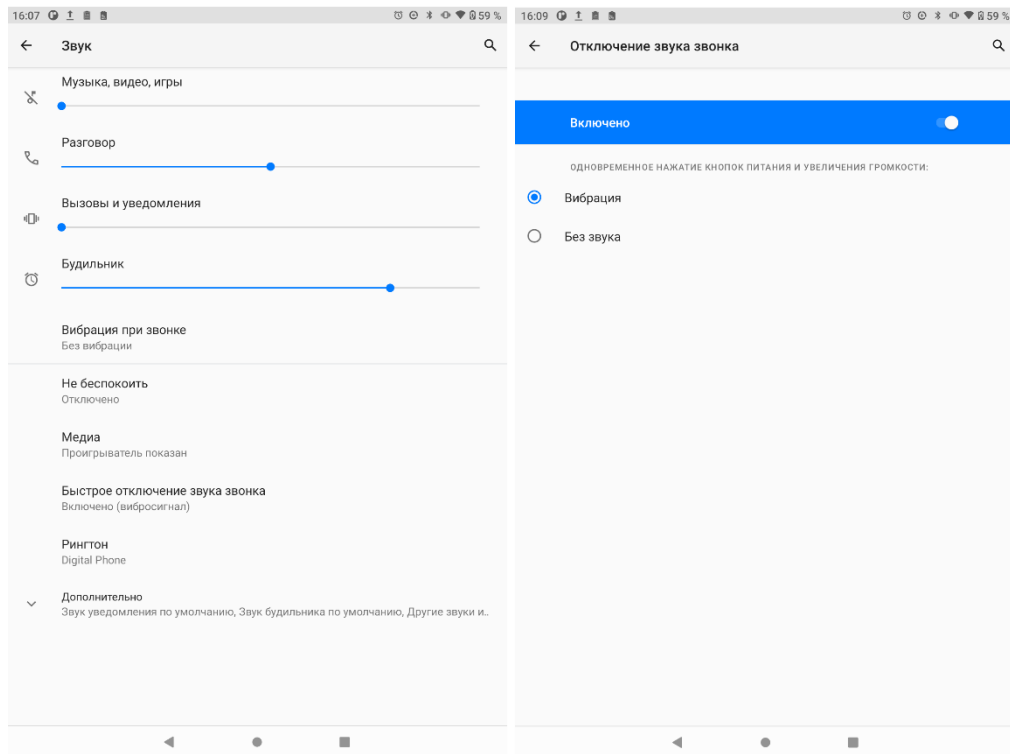 16:07
59 %
Звук
Музыка, видео, игры
Разговор
Вызовы и уведомления
Будильник
Вибрация при звонке
Без вибрации
Не беспокоить
Отключено
Медиа
Проигрыватель показан
Быстрое отключение звука звонка
Включено (вибросигнал)
Рингтон
Digital Phone
Дополнительно
Звук уведомления по умолчанию, Звук будильника по умолчанию, Другие звуки и..
16:09
59 %
Отключение звука звонка
Включено
ОДНОВРЕМЕННОЕ НАЖАТИЕ КНОПОК ПИТАНИЯ И УВЕЛИЧЕНИЯ ГРОМКОСТИ:
Вибрация
Без звука